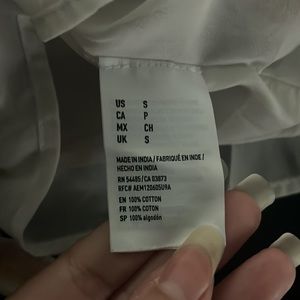 US S
CA P
MX CH
UK S
MADE IN INDIA / FABRIQUÉ EN INDE /
HECHO EN INDIA
RN 54485/CA 03873
RFC# AEM120605U9A
EN 100% COTTON
FR 100% COTON
SP 100% algodón